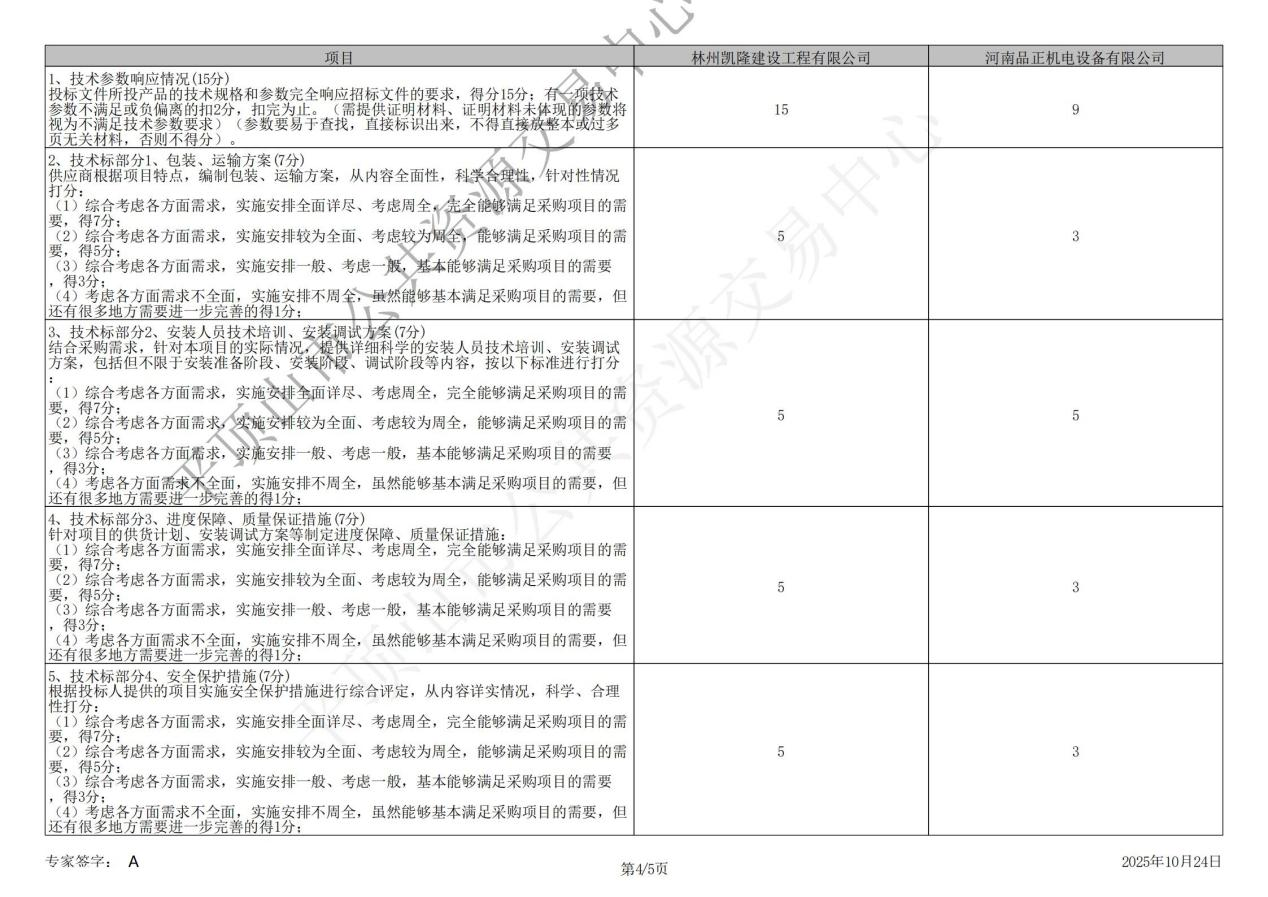 项目
林州凯隆建设工程有限公司
河南品正机电设备有限公司
1、技术参数响应情况(15分)
投标文件所投产品的技术规格和参数完全响应招标文件的要求，得分15分；有一项技术
参数不满足或负偏离的扣2分，扣完为止。（需提供证明材料、证明材料未体现的参数将
视为不满足技术参数要求）（参数要易于查找，直接标识出来，不得直接放整本或过多
页无关材料，否则不得分）。
15
9
2、技术标部分1、包装、运输方案(7分)
供应商根据项目特点，编制包装、运输方案，从内容全面性，科学合理性，针对性情况
打分：
（1）综合考虑各方面需求，实施安排全面详尽、考虑周全，完全能够满足采购项目的需
要，得7分；
（2）综合考虑各方面需求，实施安排较为全面、考虑较为周全，能够满足采购项目的需
要，得5分；
（3）综合考虑各方面需求，实施安排一般、考虑一般，基本能够满足采购项目的需要
，得3分；
（4）考虑各方面需求不全面，实施安排不周全，虽然能够基本满足采购项目的需要，但
还有很多地方需要进一步完善的得1分；
5
3
3、技术标部分2、安装人员技术培训、安装调试方案(7分)
结合采购需求，针对本项目的实际情况，提供详细科学的安装人员技术培训、安装调试
方案，包括但不限于安装准备阶段、安装阶段、调试阶段等内容，按以下标准进行打分
：
（1）综合考虑各方面需求，实施安排全面详尽、考虑周全，完全能够满足采购项目的需
要，得7分；
（2）综合考虑各方面需求，实施安排较为全面、考虑较为周全，能够满足采购项目的需
要，得5分；
（3）综合考虑各方面需求，实施安排一般、考虑一般，基本能够满足采购项目的需要
，得3分；
（4）考虑各方面需求不全面，实施安排不周全，虽然能够基本满足采购项目的需要，但
还有很多地方需要进一步完善的得1分；
5
5
4、技术标部分3、进度保障、质量保证措施(7分)
针对项目的供货计划、安装调试方案等制定进度保障、质量保证措施：
（1）综合考虑各方面需求，实施安排全面详尽、考虑周全，完全能够满足采购项目的需
要，得7分；
（2）综合考虑各方面需求，实施安排较为全面、考虑较为周全，能够满足采购项目的需
要，得5分；
（3）综合考虑各方面需求，实施安排一般、考虑一般，基本能够满足采购项目的需要
，得3分；
（4）考虑各方面需求不全面，实施安排不周全，虽然能够基本满足采购项目的需要，但
还有很多地方需要进一步完善的得1分；
5
3
5、技术标部分4、安全保护措施(7分)
根据投标人提供的项目实施安全保护措施进行综合评定，从内容详实情况，科学、合理
性打分：
（1）综合考虑各方面需求，实施安排全面详尽、考虑周全，完全能够满足采购项目的需
要，得7分；
（2）综合考虑各方面需求，实施安排较为全面、考虑较为周全，能够满足采购项目的需
要，得5分；
（3）综合考虑各方面需求，实施安排一般、考虑一般，基本能够满足采购项目的需要
，得3分；
（4）考虑各方面需求不全面，实施安排不周全，虽然能够基本满足采购项目的需要，但
还有很多地方需要进一步完善的得1分；
5
3
平顶山市公共资源交易中心
平顶山市公共资源交易中心
专家签字： A
第4/5页
2025年10月24日